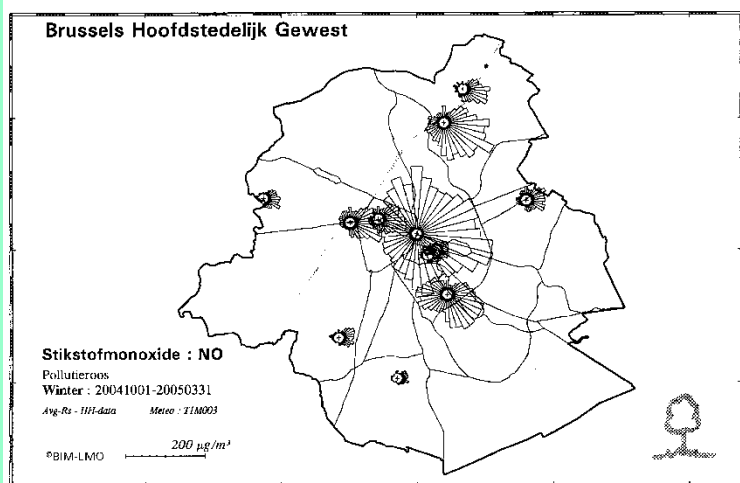 Brussels Hoofdstedelijk Gewest
Stikstofmonoxide : NO
Pollutieroos
Winter : 20041001-20050331
Avg-Rs - HH-data Meteo : T1M003
200 µg/m³
©BIM-LMO